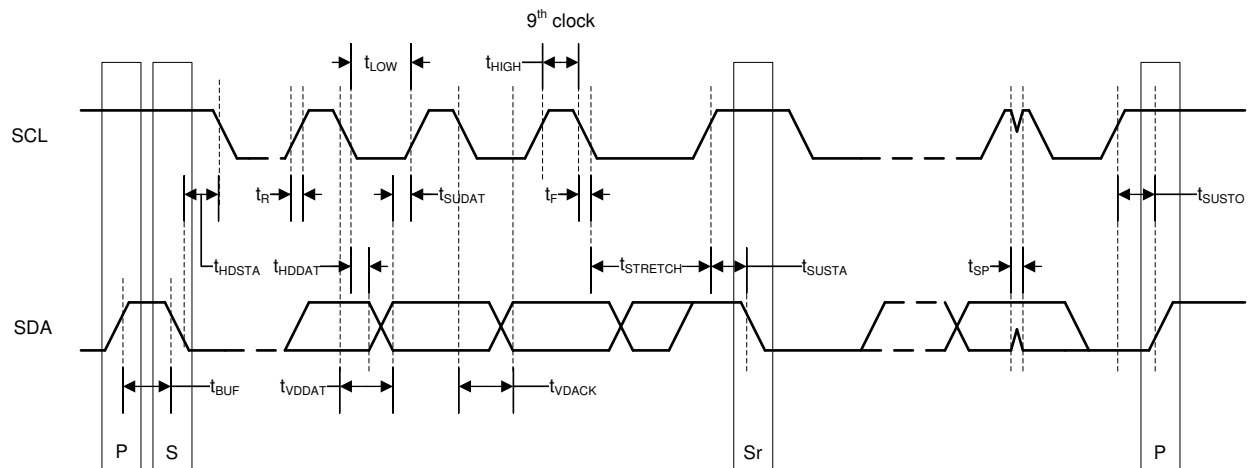 9th clock
tLOW
tHIGH
SCL
tR
tSUDAT
tF
tSUSTO
tHDSTA
tHDDAT
tSTRETCH
tSUSTA
tSP
SDA
tBUF
tVDDAT
tVDACK
P
S
Sr
P